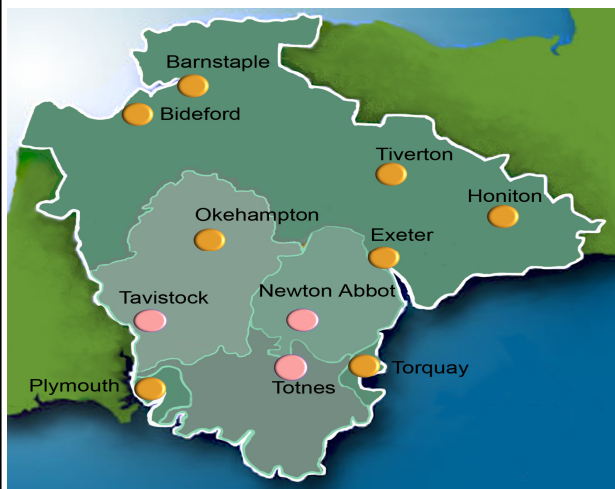 Barnstaple
Bideford
Tiverton
Honiton
Okehampton
Exeter
Tavistock
Newton Abbot
Torquay
Plymouth
Totnes